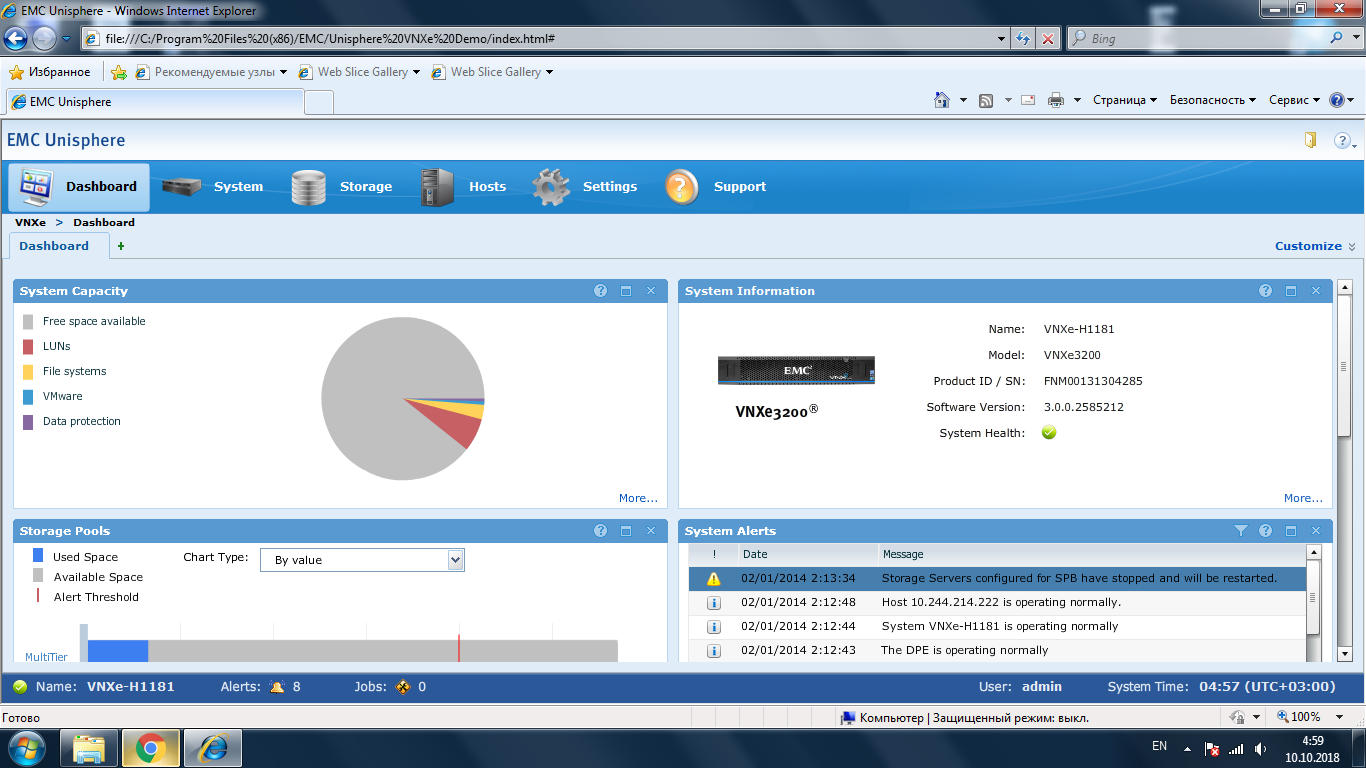 EMC Unisphere - Windows Internet Explorer
file:///C:/Program%20Files%20(x86)/EMC/Unisphere%20VNXe%20Demo/index.html#
Bing
Избранное
Рекомендуемые узлы
Web Slice Gallery
Web Slice Gallery
EMC Unisphere
Страница
Безопасность
Сервис
EMC Unisphere
Dashboard
System
Storage
Hosts
Settings
Support
VNXe > Dashboard
Dashboard +
Customize
System Capacity
Free space available
LUNs
File systems
VMware
Data protection
More...
System Information
EMC²
VNXe3200®
Name: VNXe-H1181
Model: VNXe3200
Product ID / SN: FNM00131304285
Software Version: 3.0.0.2585212
System Health:
More...
Storage Pools
Used Space
Available Space
Alert Threshold
Chart Type: By value
MultiTier
System Alerts
! Date Message
02/01/2014 2:13:34 Storage Servers configured for SPB have stopped and will be restarted.
02/01/2014 2:12:48 Host 10.244.214.222 is operating normally.
02/01/2014 2:12:44 System VNXe-H1181 is operating normally
02/01/2014 2:12:43 The DPE is operating normally
Name: VNXe-H1181 Alerts: 8 Jobs: 0 User: admin System Time: 04:57 (UTC+03:00)
Готово
Компьютер | Защищенный режим: выкл.
100%
EN
4:59
10.10.2018